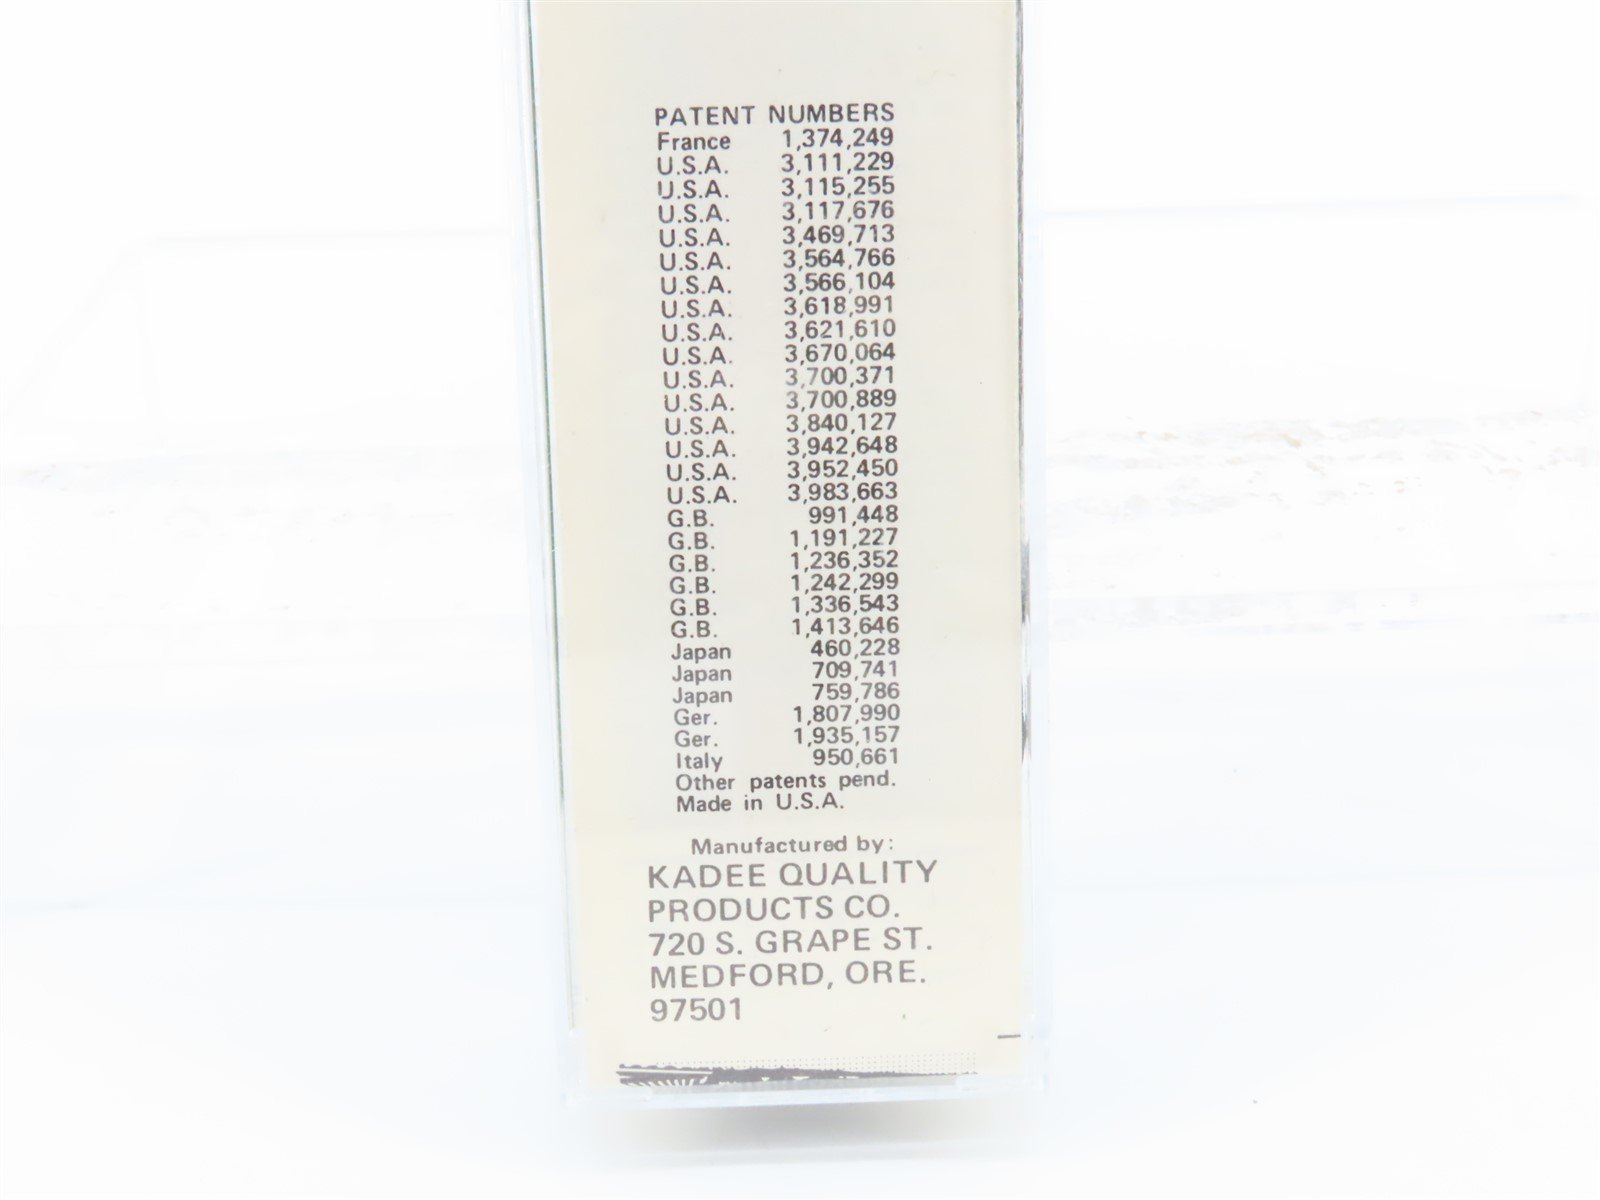 PATENT NUMBERS
France 1,374,249
U.S.A. 3,111,229
U.S.A. 3,115,255
U.S.A. 3,117,676
U.S.A. 3,469,713
U.S.A. 3,564,766
U.S.A. 3,566,104
U.S.A. 3,618,991
U.S.A. 3,621,610
U.S.A. 3,670,064
U.S.A. 3,700,371
U.S.A. 3,700,889
U.S.A. 3,840,127
U.S.A. 3,942,648
U.S.A. 3,952,450
U.S.A. 3,983,663
G.B. 991,448
G.B. 1,191,227
G.B. 1,236,352
G.B. 1,242,299
G.B. 1,336,543
G.B. 1,413,646
Japan 460,228
Japan 709,741
Japan 759,786
Ger. 1,807,990
Ger. 1,935,157
Italy 950,661
Other patents pend.
Made in U.S.A.
Manufactured by:
KADEE QUALITY
PRODUCTS CO.
720 S. GRAPE ST.
MEDFORD, ORE.
97501